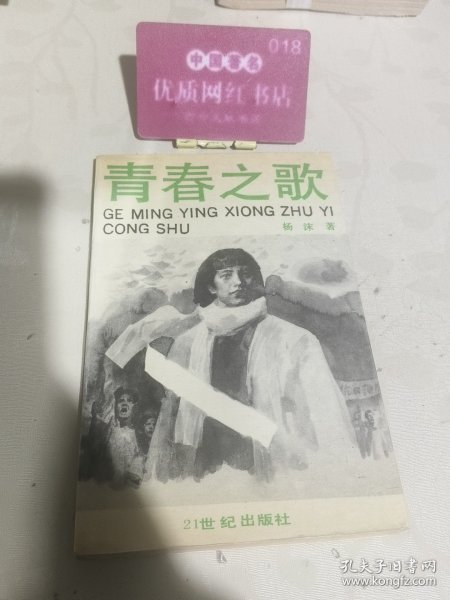 018
中国著名
优质网红书店
青春之歌
GE MING YING XIONG ZHU YI
CONG SHU
杨沫 著
21世纪出版社
孔夫子旧书网
www.kongfz.com